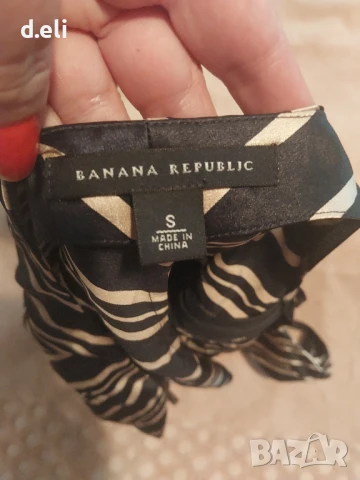 d.eli
BANANA REPUBLIC
S
MADE IN
CHINA
BAZAR